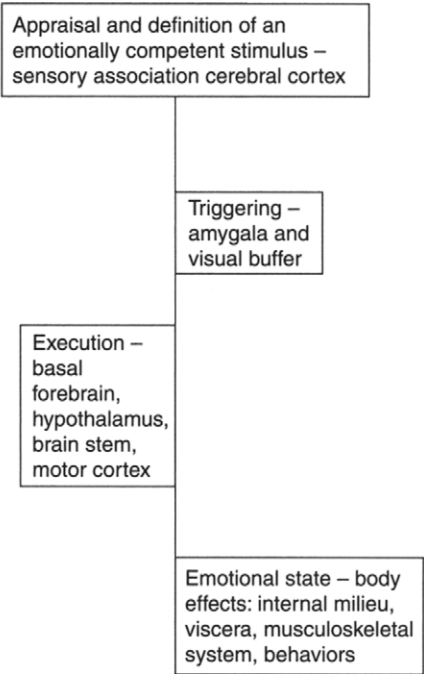 Appraisal and definition of an
emotionally competent stimulus –
sensory association cerebral cortex
Triggering –
amygala and
visual buffer
Execution –
basal
forebrain,
hypothalamus,
brain stem,
motor cortex
Emotional state – body
effects: internal milieu,
viscera, musculoskeletal
system, behaviors